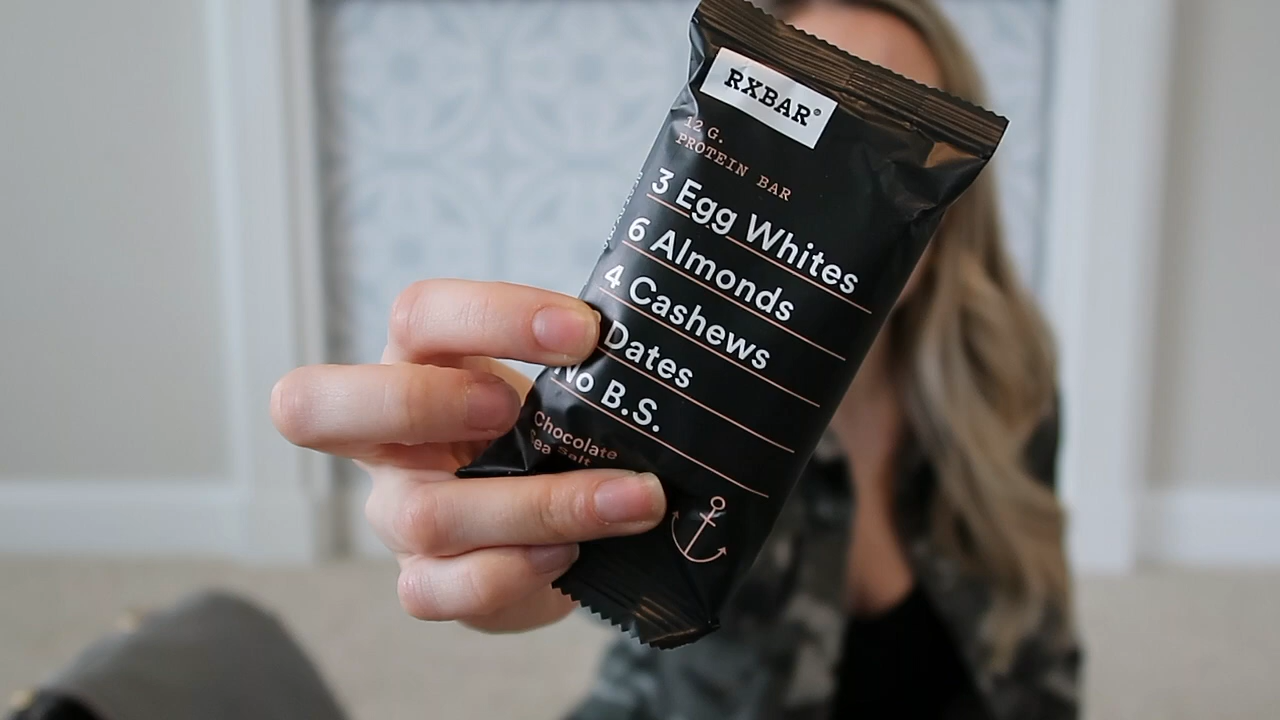 RXBAR®
12 G.
PROTEIN BAR
3 Egg Whites
6 Almonds
4 Cashews
Dates
No B.S.
Chocolate
Sea Salt